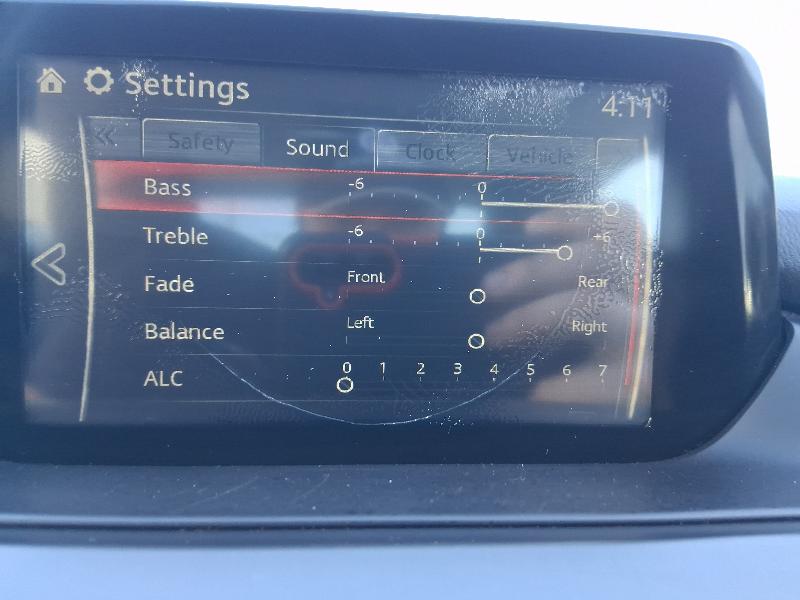 Settings
4:11
« Safety Sound Clock Vehicle »
Bass -6 0
Treble -6 0 +6
Fade Front Rear
Balance Left Right
ALC 0 1 2 3 4 5 6 7